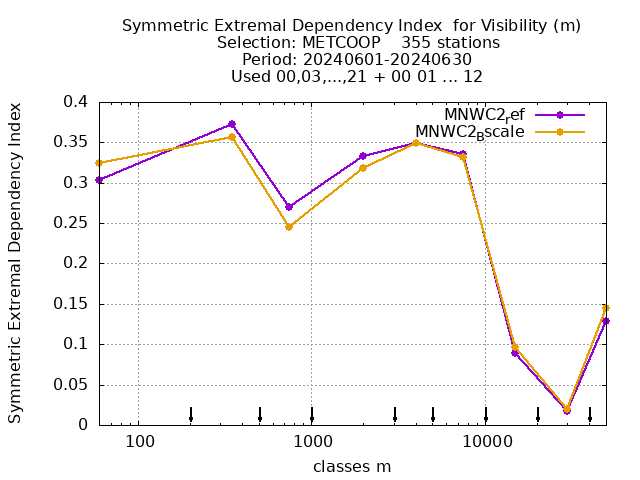 Symmetric Extremal Dependency Index  for Visibility (m)
Selection: METCOOP    355 stations
Period: 20240601-20240630
Used 00,03,...,21 + 00 01 ... 12
Symmetric Extremal Dependency Index
0.4
0.35
0.3
0.25
0.2
0.15
0.1
0.05
0
MNWC2_ref
MNWC2_Bscale
100
1000
10000
classes m